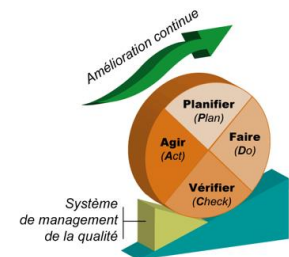 Amélioration continue
Planifier
(Plan)
Faire
(Do)
Agir
(Act)
Vérifier
(Check)
Système
de management
de la qualité